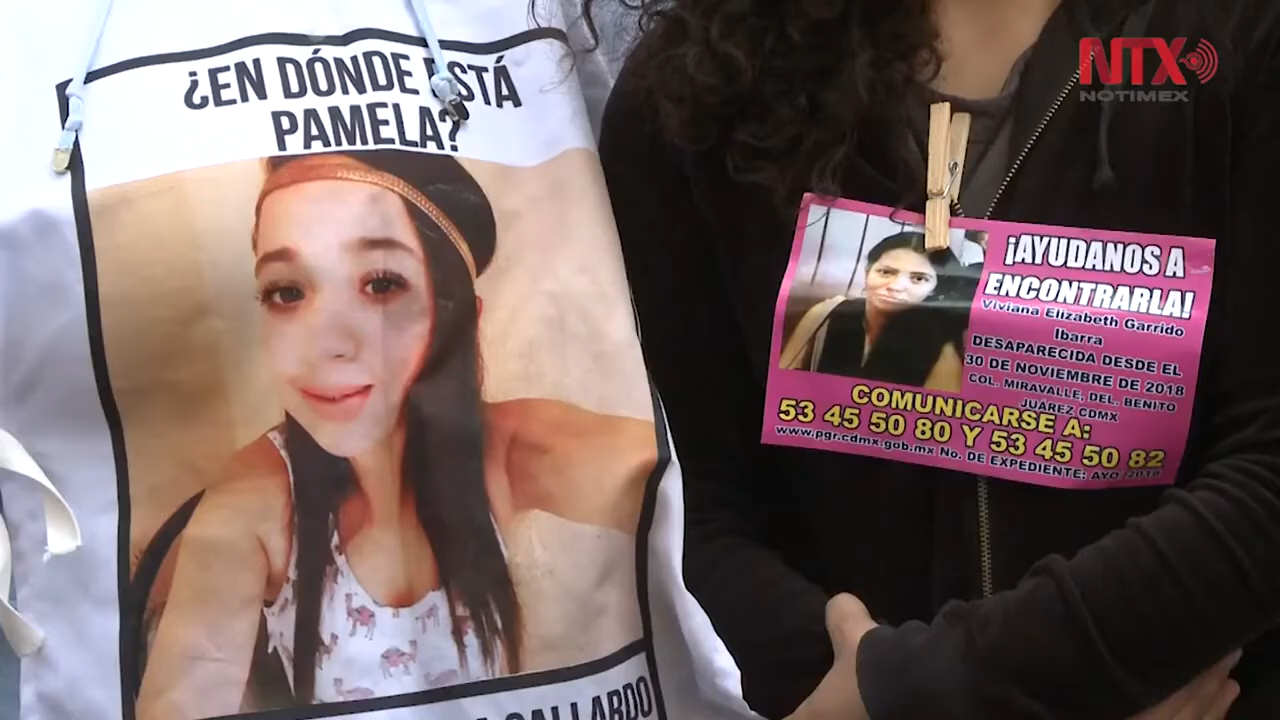 ¿EN DÓNDE ESTÁ
PAMELA?
GALLARDO
NTX
NOTIMEX
¡AYUDANOS A
ENCONTRARLA!
Viviana Elizabeth Garrido
Ibarra
DESAPARECIDA DESDE EL
30 DE NOVIEMBRE DE 2018
COL. MIRAVALLE, DEL. BENITO
JUÁREZ CDMX
COMUNICARSE A:
53 45 50 80 Y 53 45 50 82
www.pgr.cdmx.gob.mx No. DE EXPEDIENTE: AYO